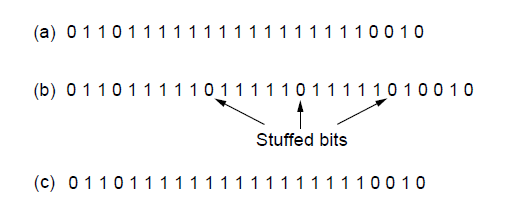 (a) 0 1 1 0 1 1 1 1 1 1 1 1 1 1 1 1 1 1 1 1 0 0 1 0
(b) 0 1 1 0 1 1 1 1 1 0 1 1 1 1 1 0 1 1 1 1 1 0 1 0 0 1 0
Stuffed bits
(c) 0 1 1 0 1 1 1 1 1 1 1 1 1 1 1 1 1 1 1 1 0 0 1 0